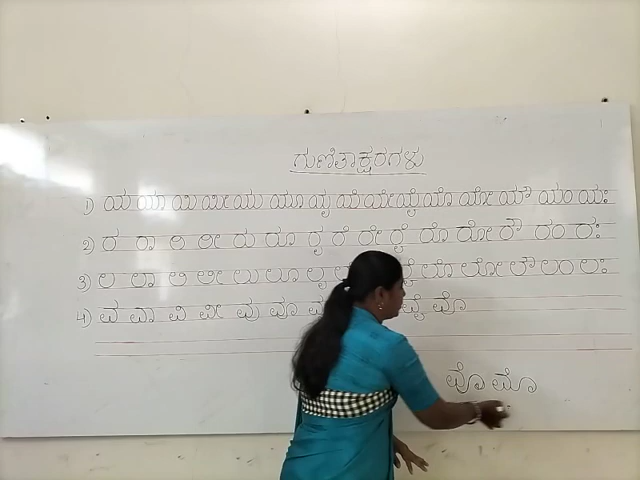 ಗುಣಿತಾಕ್ಷರಗಳು
1) ಯ ಯಾ ಯಿ ಯೀ ಯು ಯೂ ಯೃ ಯೆ ಯೇ ಯೈ ಯೊ ಯೋ ಯೌ ಯಂ ಯಃ
2) ರ ರಾ ರಿ ರೀ ರು ರೂ ರೃ ರೆ ರೇ ರೈ ರೊ ರೋ ರೌ ರಂ ರಃ
3) ಲ ಲಾ ಲಿ ಲೀ ಲು ಲೂ ಲೃ ಲೊ ಲೋ ಲೌ ಲಂ ಲಃ
4) ವ ವಾ ವಿ ವೀ ವು ವೂ ವೈ ವೊ
ವೊ ಮೊ